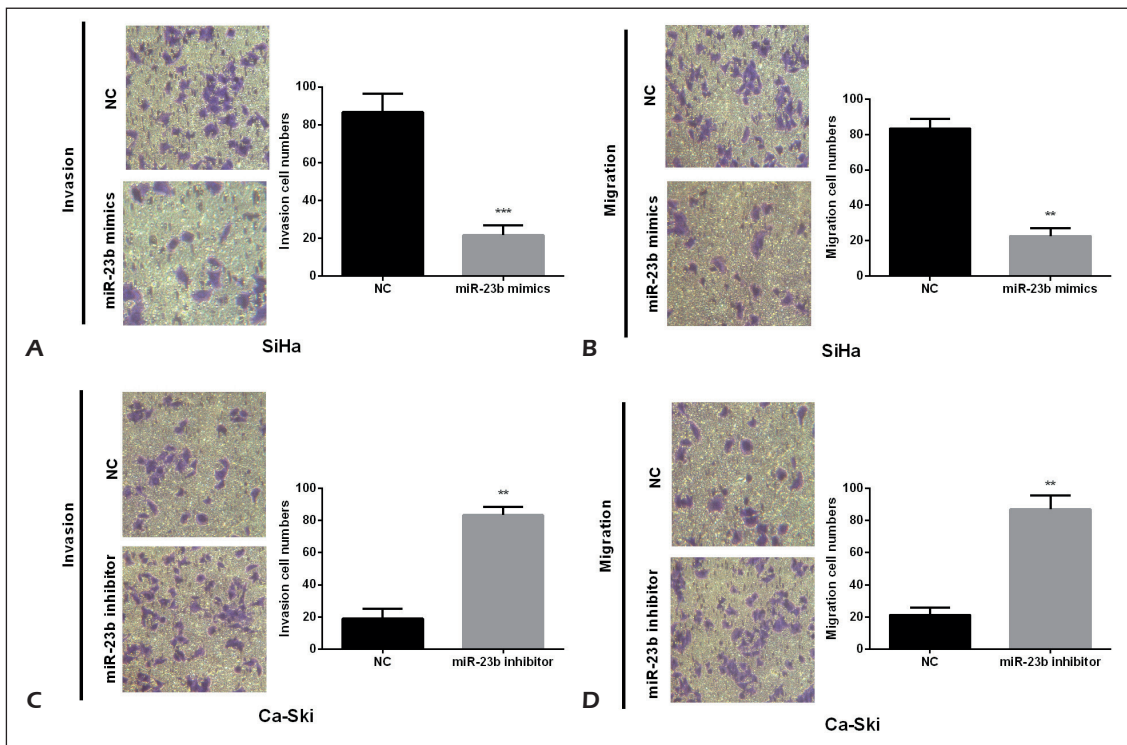 Invasion
NC
miR-23b mimics
Invasion cell numbers
100
80
60
40
20
0
***
NC
miR-23b mimics
A
SiHa
Migration
NC
miR-23b mimics
Migration cell numbers
100
80
60
40
20
0
**
NC
miR-23b mimics
B
SiHa
Invasion
NC
miR-23b inhibitor
Invasion cell numbers
100
80
60
40
20
0
**
NC
miR-23b inhibitor
C
Ca-Ski
Migration
NC
miR-23b inhibitor
Migration cell numbers
100
80
60
40
20
0
**
NC
miR-23b inhibitor
D
Ca-Ski